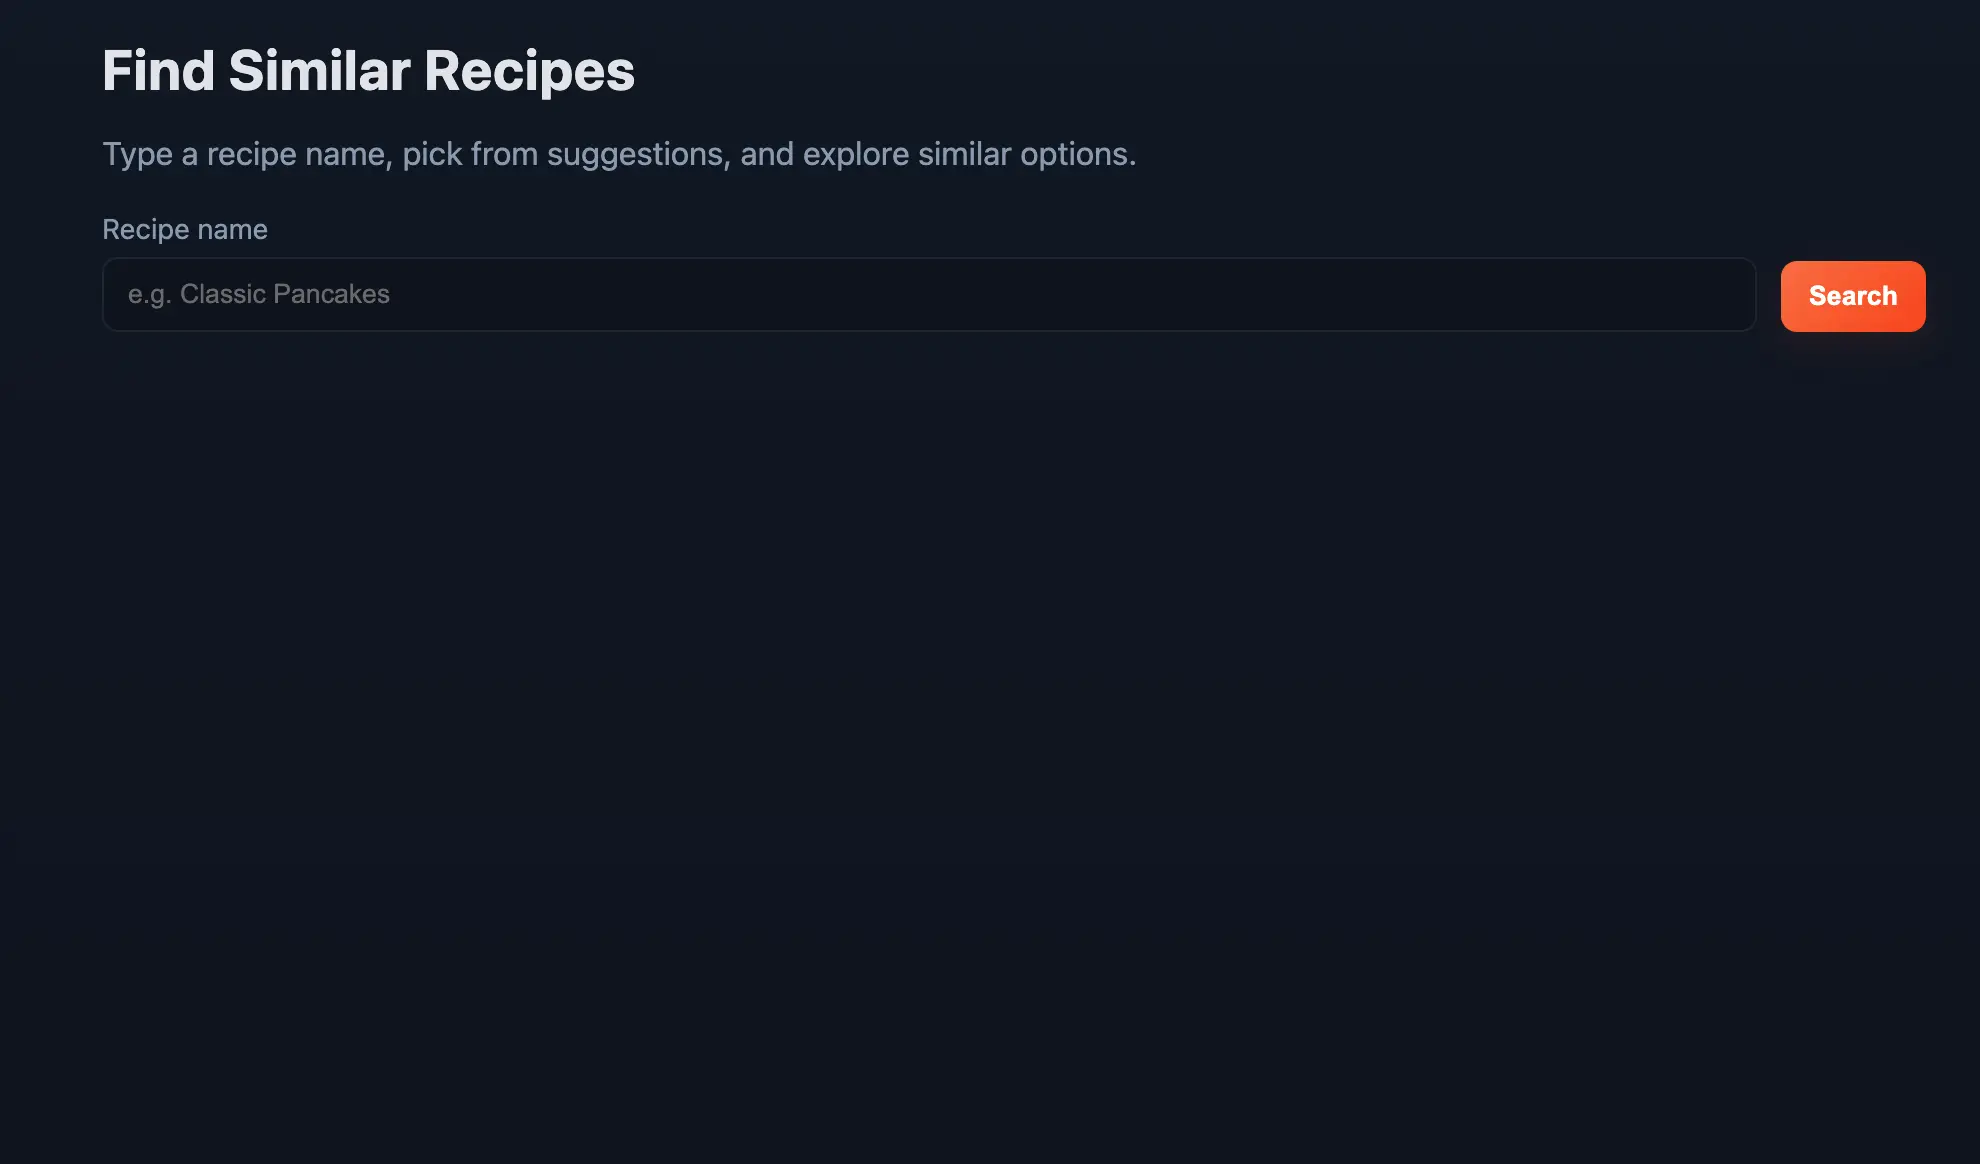 Find Similar Recipes
Type a recipe name, pick from suggestions, and explore similar options.
Recipe name
e.g. Classic Pancakes
Search